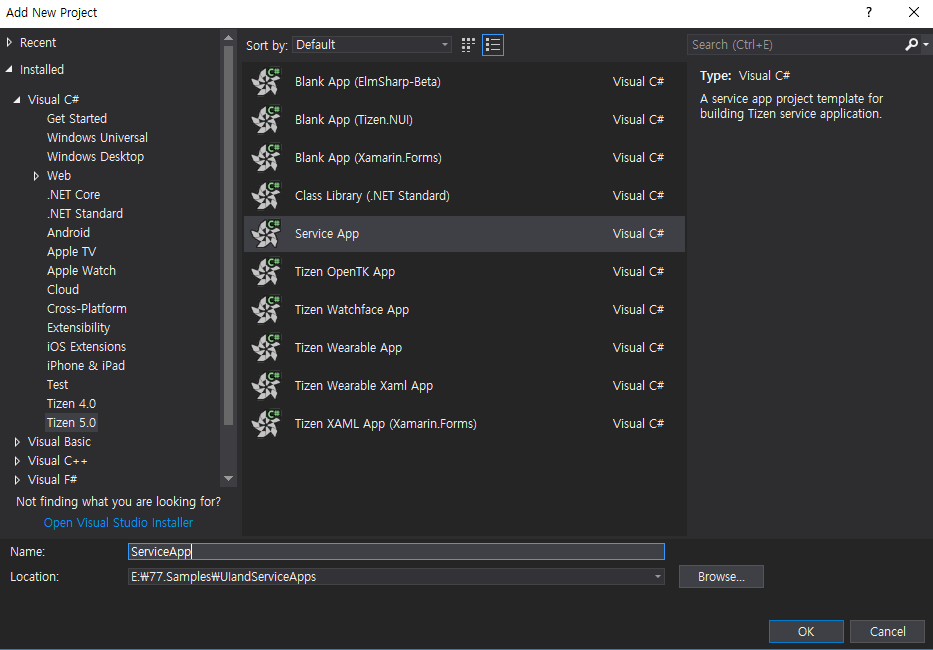 Add New Project
?
Recent
Installed
Visual C#
Get Started
Windows Universal
Windows Desktop
Web
.NET Core
.NET Standard
Android
Apple TV
Apple Watch
Cloud
Cross-Platform
Extensibility
iOS Extensions
iPhone & iPad
Test
Tizen 4.0
Tizen 5.0
Visual Basic
Visual C++
Visual F#
Not finding what you are looking for?
Open Visual Studio Installer
Sort by: Default
Blank App (ElmSharp-Beta) Visual C#
Blank App (Tizen.NUI) Visual C#
Blank App (Xamarin.Forms) Visual C#
Class Library (.NET Standard) Visual C#
Service App Visual C#
Tizen OpenTK App Visual C#
Tizen Watchface App Visual C#
Tizen Wearable App Visual C#
Tizen Wearable Xaml App Visual C#
Tizen XAML App (Xamarin.Forms) Visual C#
Search (Ctrl+E)
Type: Visual C#
A service app project template for
building Tizen service application.
Name: ServiceApp
Location: E:₩77.Samples₩UIandServiceApps
Browse...
OK
Cancel